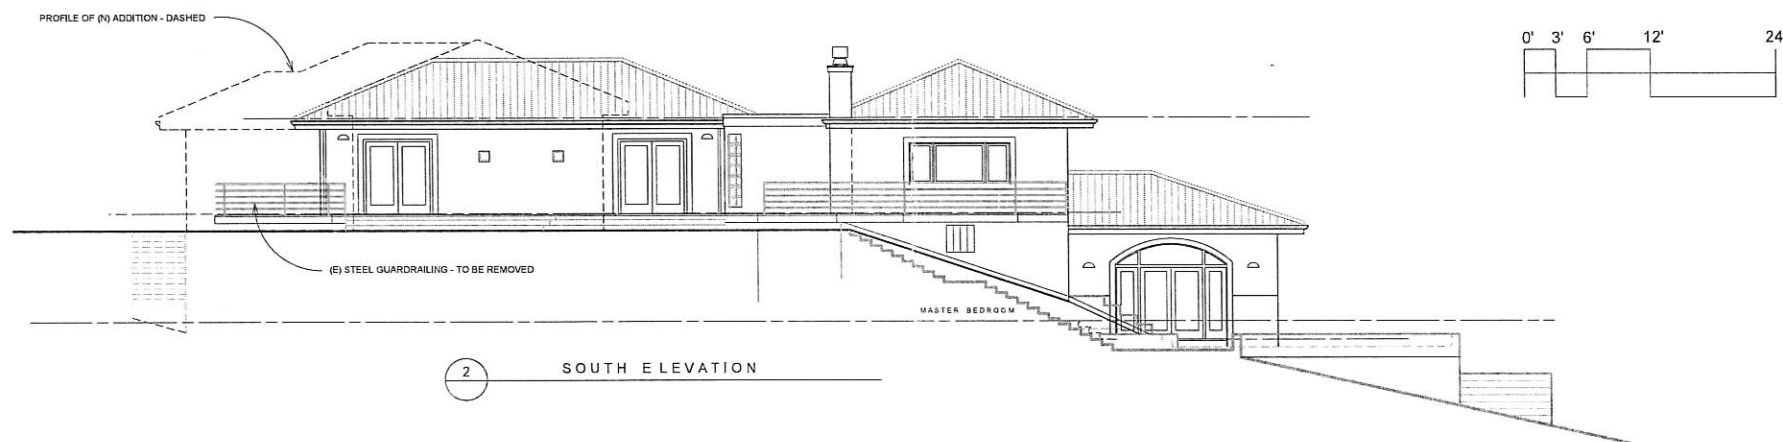 PROFILE OF (N) ADDITION - DASHED
0' 3' 6' 12' 24
(E) STEEL GUARDRAILING - TO BE REMOVED
MASTER BEDROOM
2
SOUTH ELEVATION